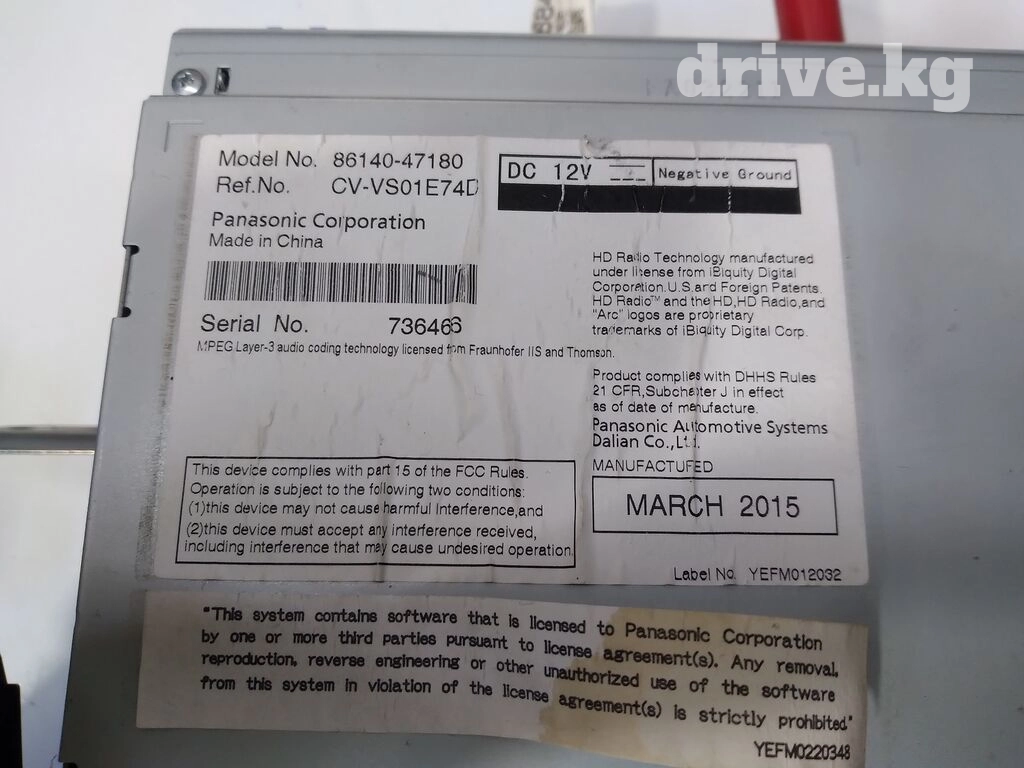 drive.kg
Model No. 86140-47180
Ref.No. CV-VS01E74D
Panasonic Corporation
Made in China
Serial No. 736466
MPEG Layer-3 audio coding technology licensed from Fraunhofer IIS and Thomson.
DC 12V Negative Ground
HD Radio Technology manufactured
under license from iBiquity Digital
Corporation.U.S.and Foreign Patents.
HD Radio™ and the HD,HD Radio,and
"Arc" logos are proprietary
trademarks of iBiquity Digital Corp.
Product complies with DHHS Rules
21 CFR,Subchapter J in effect
as of date of manufacture.
Panasonic Automotive Systems
Dalian Co.,Ltd.
MANUFACTURED
MARCH 2015
This device complies with part 15 of the FCC Rules.
Operation is subject to the following two conditions:
(1)this device may not cause harmful Interference,and
(2)this device must accept any interference received,
including interference that may cause undesired operation.
Label No. YEFM012032
"This system contains software that is licensed to Panasonic Corporation
by one or more third parties pursuant to license agreement(s). Any removal,
reproduction, reverse engineering or other unauthorized use of the software
from this system in violation of the license agreement(s) is strictly prohibited."
YEFM0220348